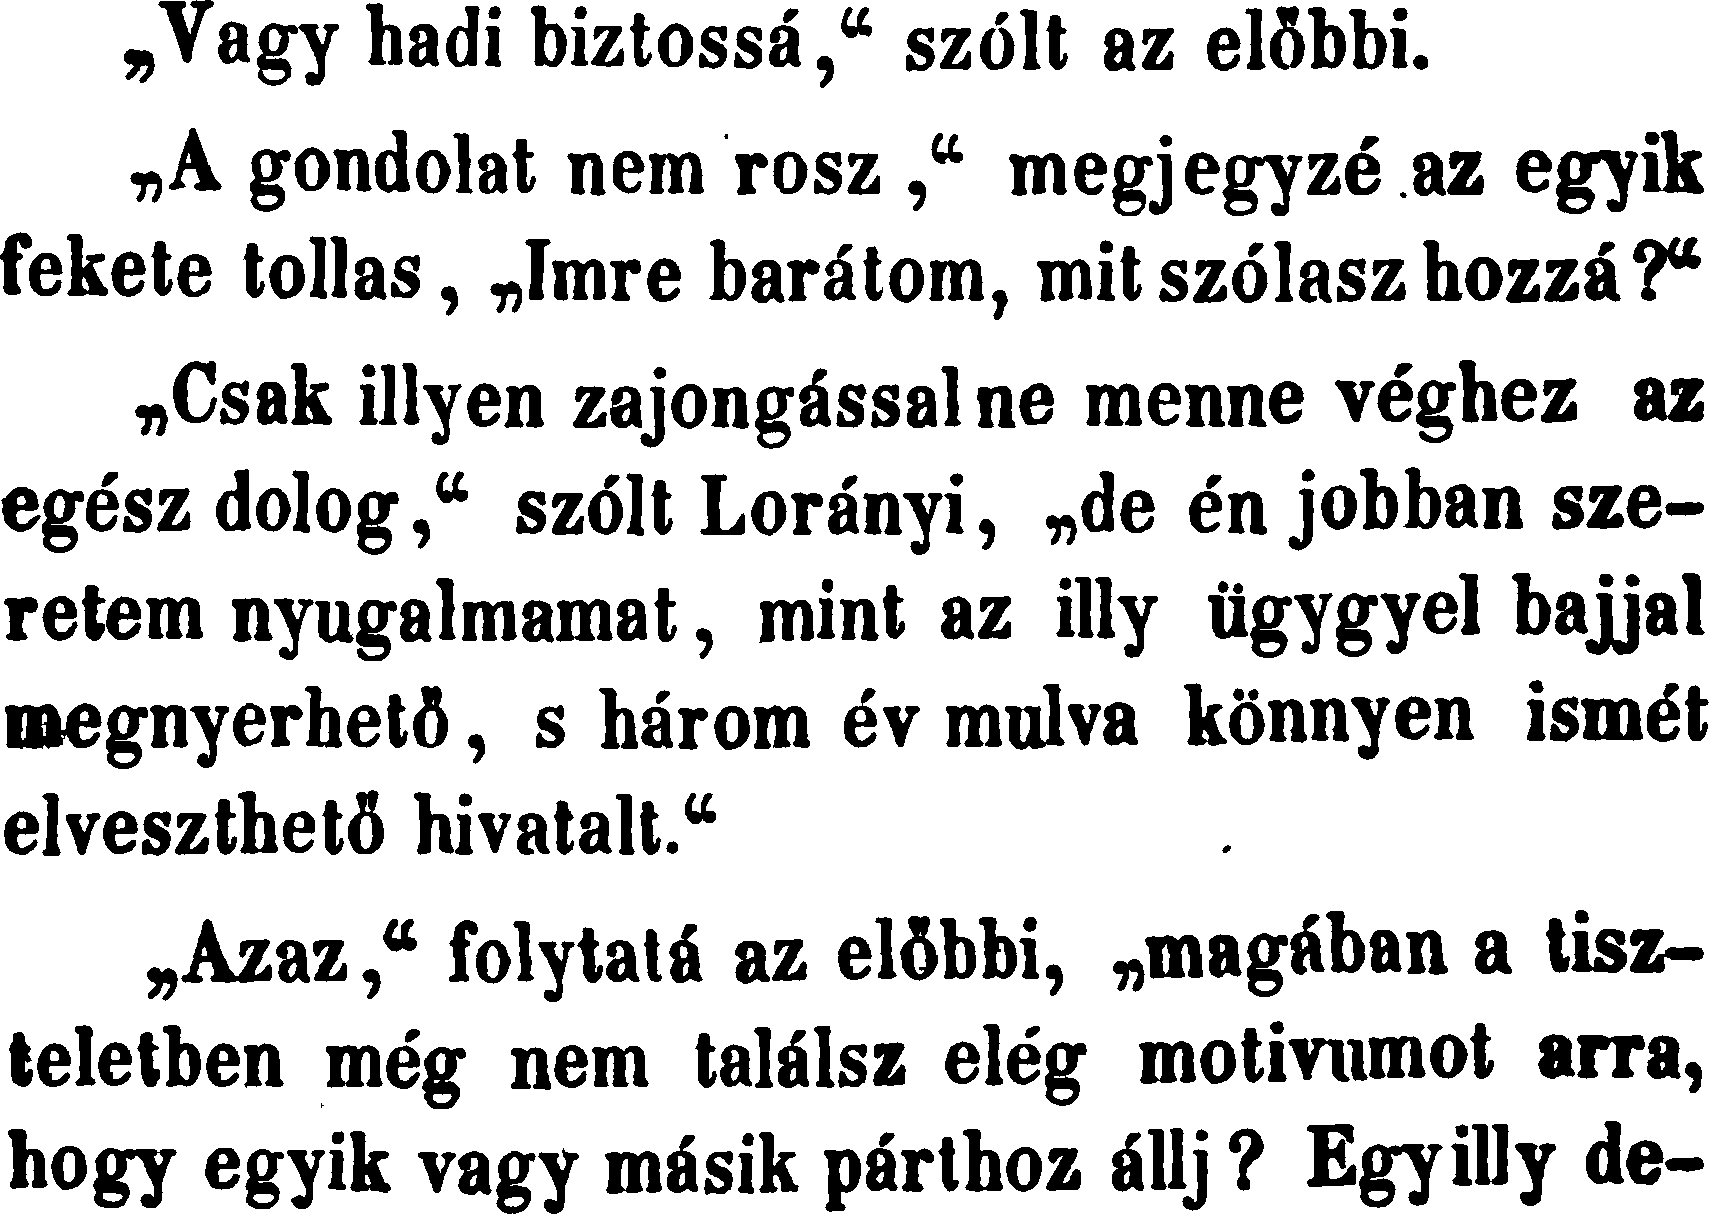 „Vagy hadi biztossá,“ szólt az előbbi.
„A gondolat nem rosz,“ megjegyzé az egyik
fekete tollas, „Imre barátom, mit szólasz hozzá?“
„Csak illyen zajongással ne menne véghez az
egész dolog,“ szólt Lorányi, „de én jobban sze-
retem nyugalmamat, mint az illy ügygyel bajjal
megnyerhető, s három év mulva könnyen ismét
elveszthető hivatalt.“
„Azaz,“ folytatá az előbbi, „magában a tisz-
teletben még nem találsz elég motivumot arra,
hogy egyik vagy másik párthoz állj? Egy illy de-